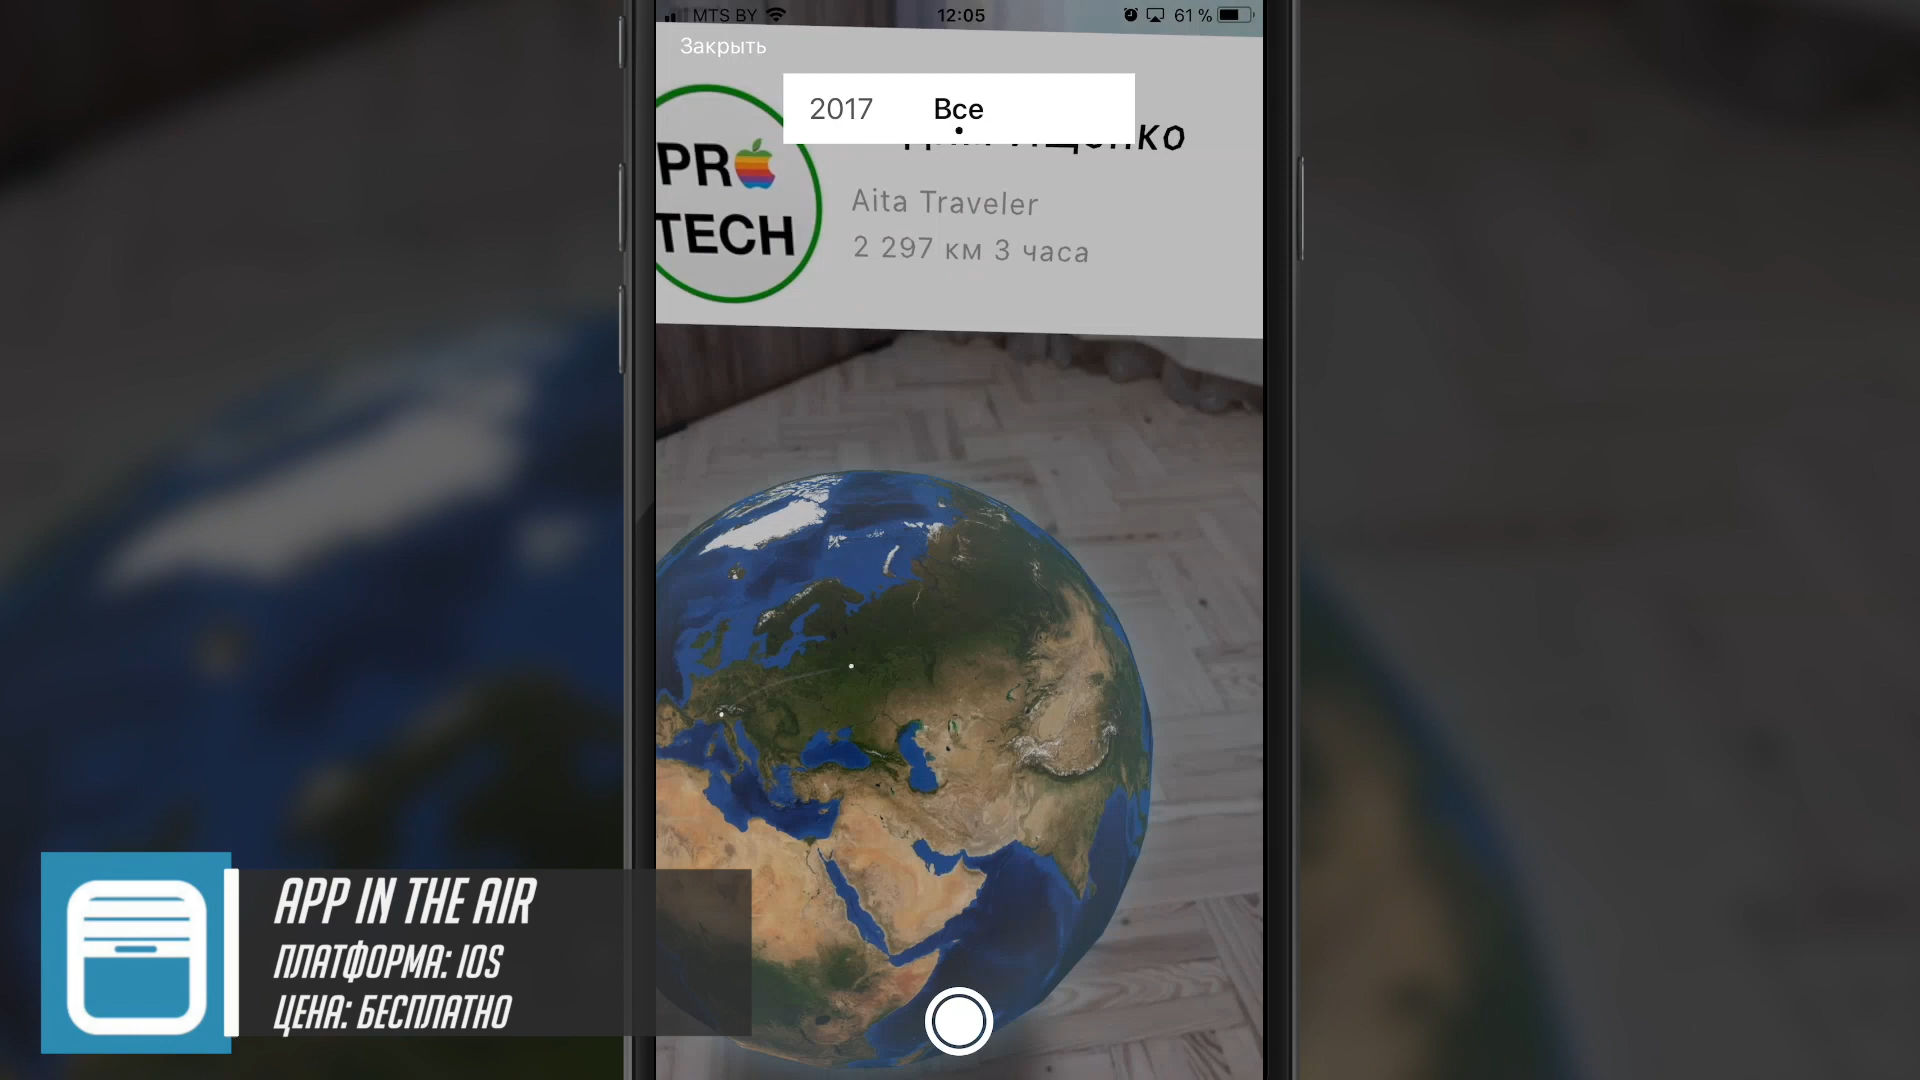 MTS BY
12:05
61 %
Закрыть
2017 Все
PR
TECH
Aita Traveler
2 297 км 3 часа
APP IN THE AIR
ПЛАТФОРМА: IOS
ЦЕНА: БЕСПЛАТНО